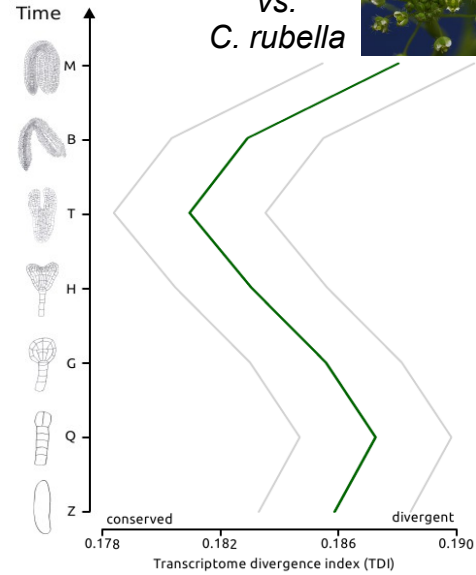 Time
vs.
C. rubella
M
B
T
H
G
Q
Z
conserved divergent
0.178 0.182 0.186 0.190
Transcriptome divergence index (TDI)